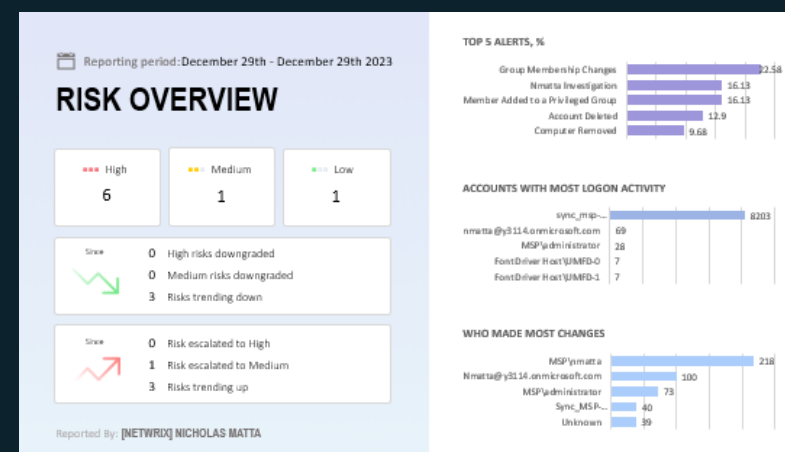 Reporting period:December 29th - December 29th 2023
RISK OVERVIEW
High
6
Medium
1
Low
1
Since
0 High risks downgraded
0 Medium risks downgraded
3 Risks trending down
Since
0 Risk escalated to High
1 Risk escalated to Medium
3 Risks trending up
Reported By: [NETWRIX] NICHOLAS MATTA
TOP 5 ALERTS, %
Group Membership Changes 22.58
Nmatta Investigation 16.13
Member Added to a Privileged Group 16.13
Account Deleted 12.9
Computer Removed 9.68
ACCOUNTS WITH MOST LOGON ACTIVITY
sync_msp-... 8203
nmatta@y3114.onmicrosoft.com 69
MSP\administrator 28
Font Driver Host\UMFD-0 7
Font Driver Host\UMFD-1 7
WHO MADE MOST CHANGES
MSP\nmatta 218
Nmatta@y3114.onmicrosoft.com 100
MSP\administrator 73
Sync_MSP-... 40
Unknown 39